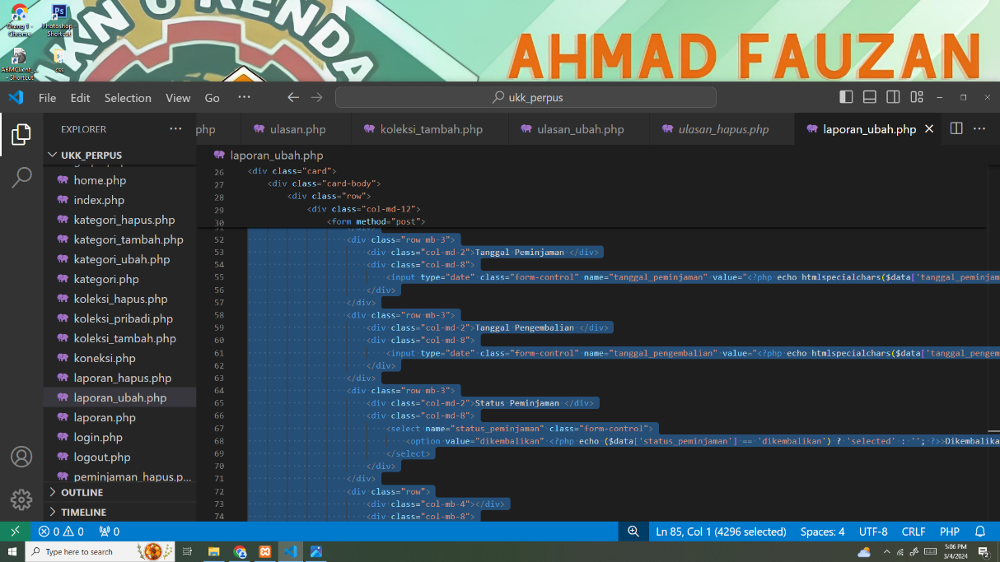 KN 6 RENDA
AHMAD FAUZAN
Orang 1 -
Chrome
Photoshop -
Shortcut
ABMClient_...
- Shortcut
css
File Edit Selection View Go ...
ukk_perpus
EXPLORER
php
ulasan.php
koleksi_tambah.php
ulasan_ubah.php
ulasan_hapus.php
laporan_ubah.php
UKK_PERPUS
home.php
index.php
kategori_hapus.php
kategori_tambah.php
kategori_ubah.php
kategori.php
koleksi_hapus.php
koleksi_pribadi.php
koleksi_tambah.php
koneksi.php
laporan_hapus.php
laporan_ubah.php
laporan.php
login.php
logout.php
peminjaman_hapus.p...
OUTLINE
TIMELINE
laporan_ubah.php
26 <div class="card">
27 <div class="card-body">
28 <div class="row">
29 <div class="col-md-12">
30 <form method="post">
51 </div>
52 <div class="row mb-3">
53 <div class="col-md-2">Tanggal Peminjaman </div>
54 <div class="col-md-8">
55 <input type="date" class="form-control" name="tanggal_peminjaman" value="<?php echo htmlspecialchars($data['tanggal_peminjam
56 </div>
57 </div>
58 <div class="row mb-3">
59 <div class="col-md-2">Tanggal Pengembalian </div>
60 <div class="col-md-8">
61 <input type="date" class="form-control" name="tanggal_pengembalian" value="<?php echo htmlspecialchars($data['tanggal_pengem
62 </div>
63 </div>
64 <div class="row mb-3">
65 <div class="col-md-2">Status Peminjaman </div>
66 <div class="col-md-8">
67 <select name="status_peminjaman" class="form-control">
68 <option value="dikembalikan" <?php echo ($data['status_peminjaman'] == 'dikembalikan') ? 'selected' : ''; ?>>Dikembalika
69 </select>
70 </div>
71 </div>
72 <div class="row">
73 <div class="col-mb-4"></div>
74 <div class="col-mb-8">
0 0 0
Ln 85, Col 1 (4296 selected) Spaces: 4 UTF-8 CRLF PHP
Type here to search
5:06 PM
3/4/2024
2